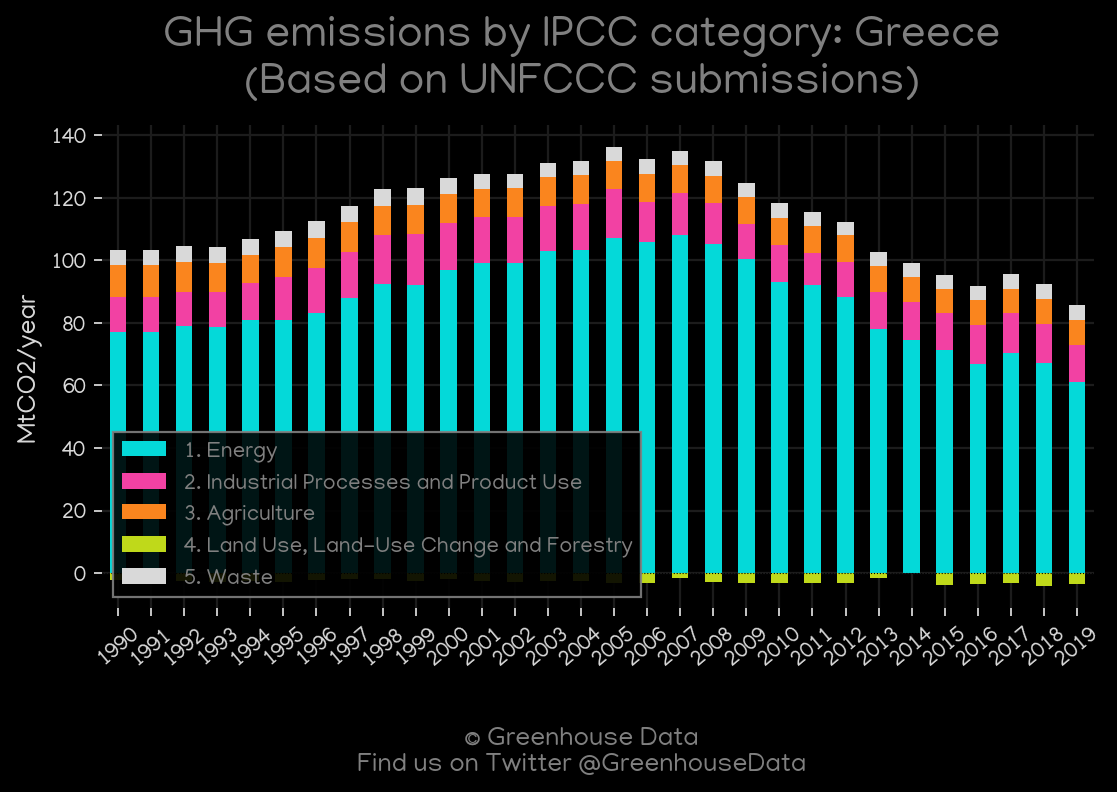 GHG emissions by IPCC category: Greece
(Based on UNFCCC submissions)
MtCO2/year
140
120
100
80
60
40
20
0
1. Energy
2. Industrial Processes and Product Use
3. Agriculture
4. Land Use, Land-Use Change and Forestry
5. Waste
1990 1991 1992 1993 1994 1995 1996 1997 1998 1999 2000 2001 2002 2003 2004 2005 2006 2007 2008 2009 2010 2011 2012 2013 2014 2015 2016 2017 2018 2019
© Greenhouse Data
Find us on Twitter @GreenhouseData